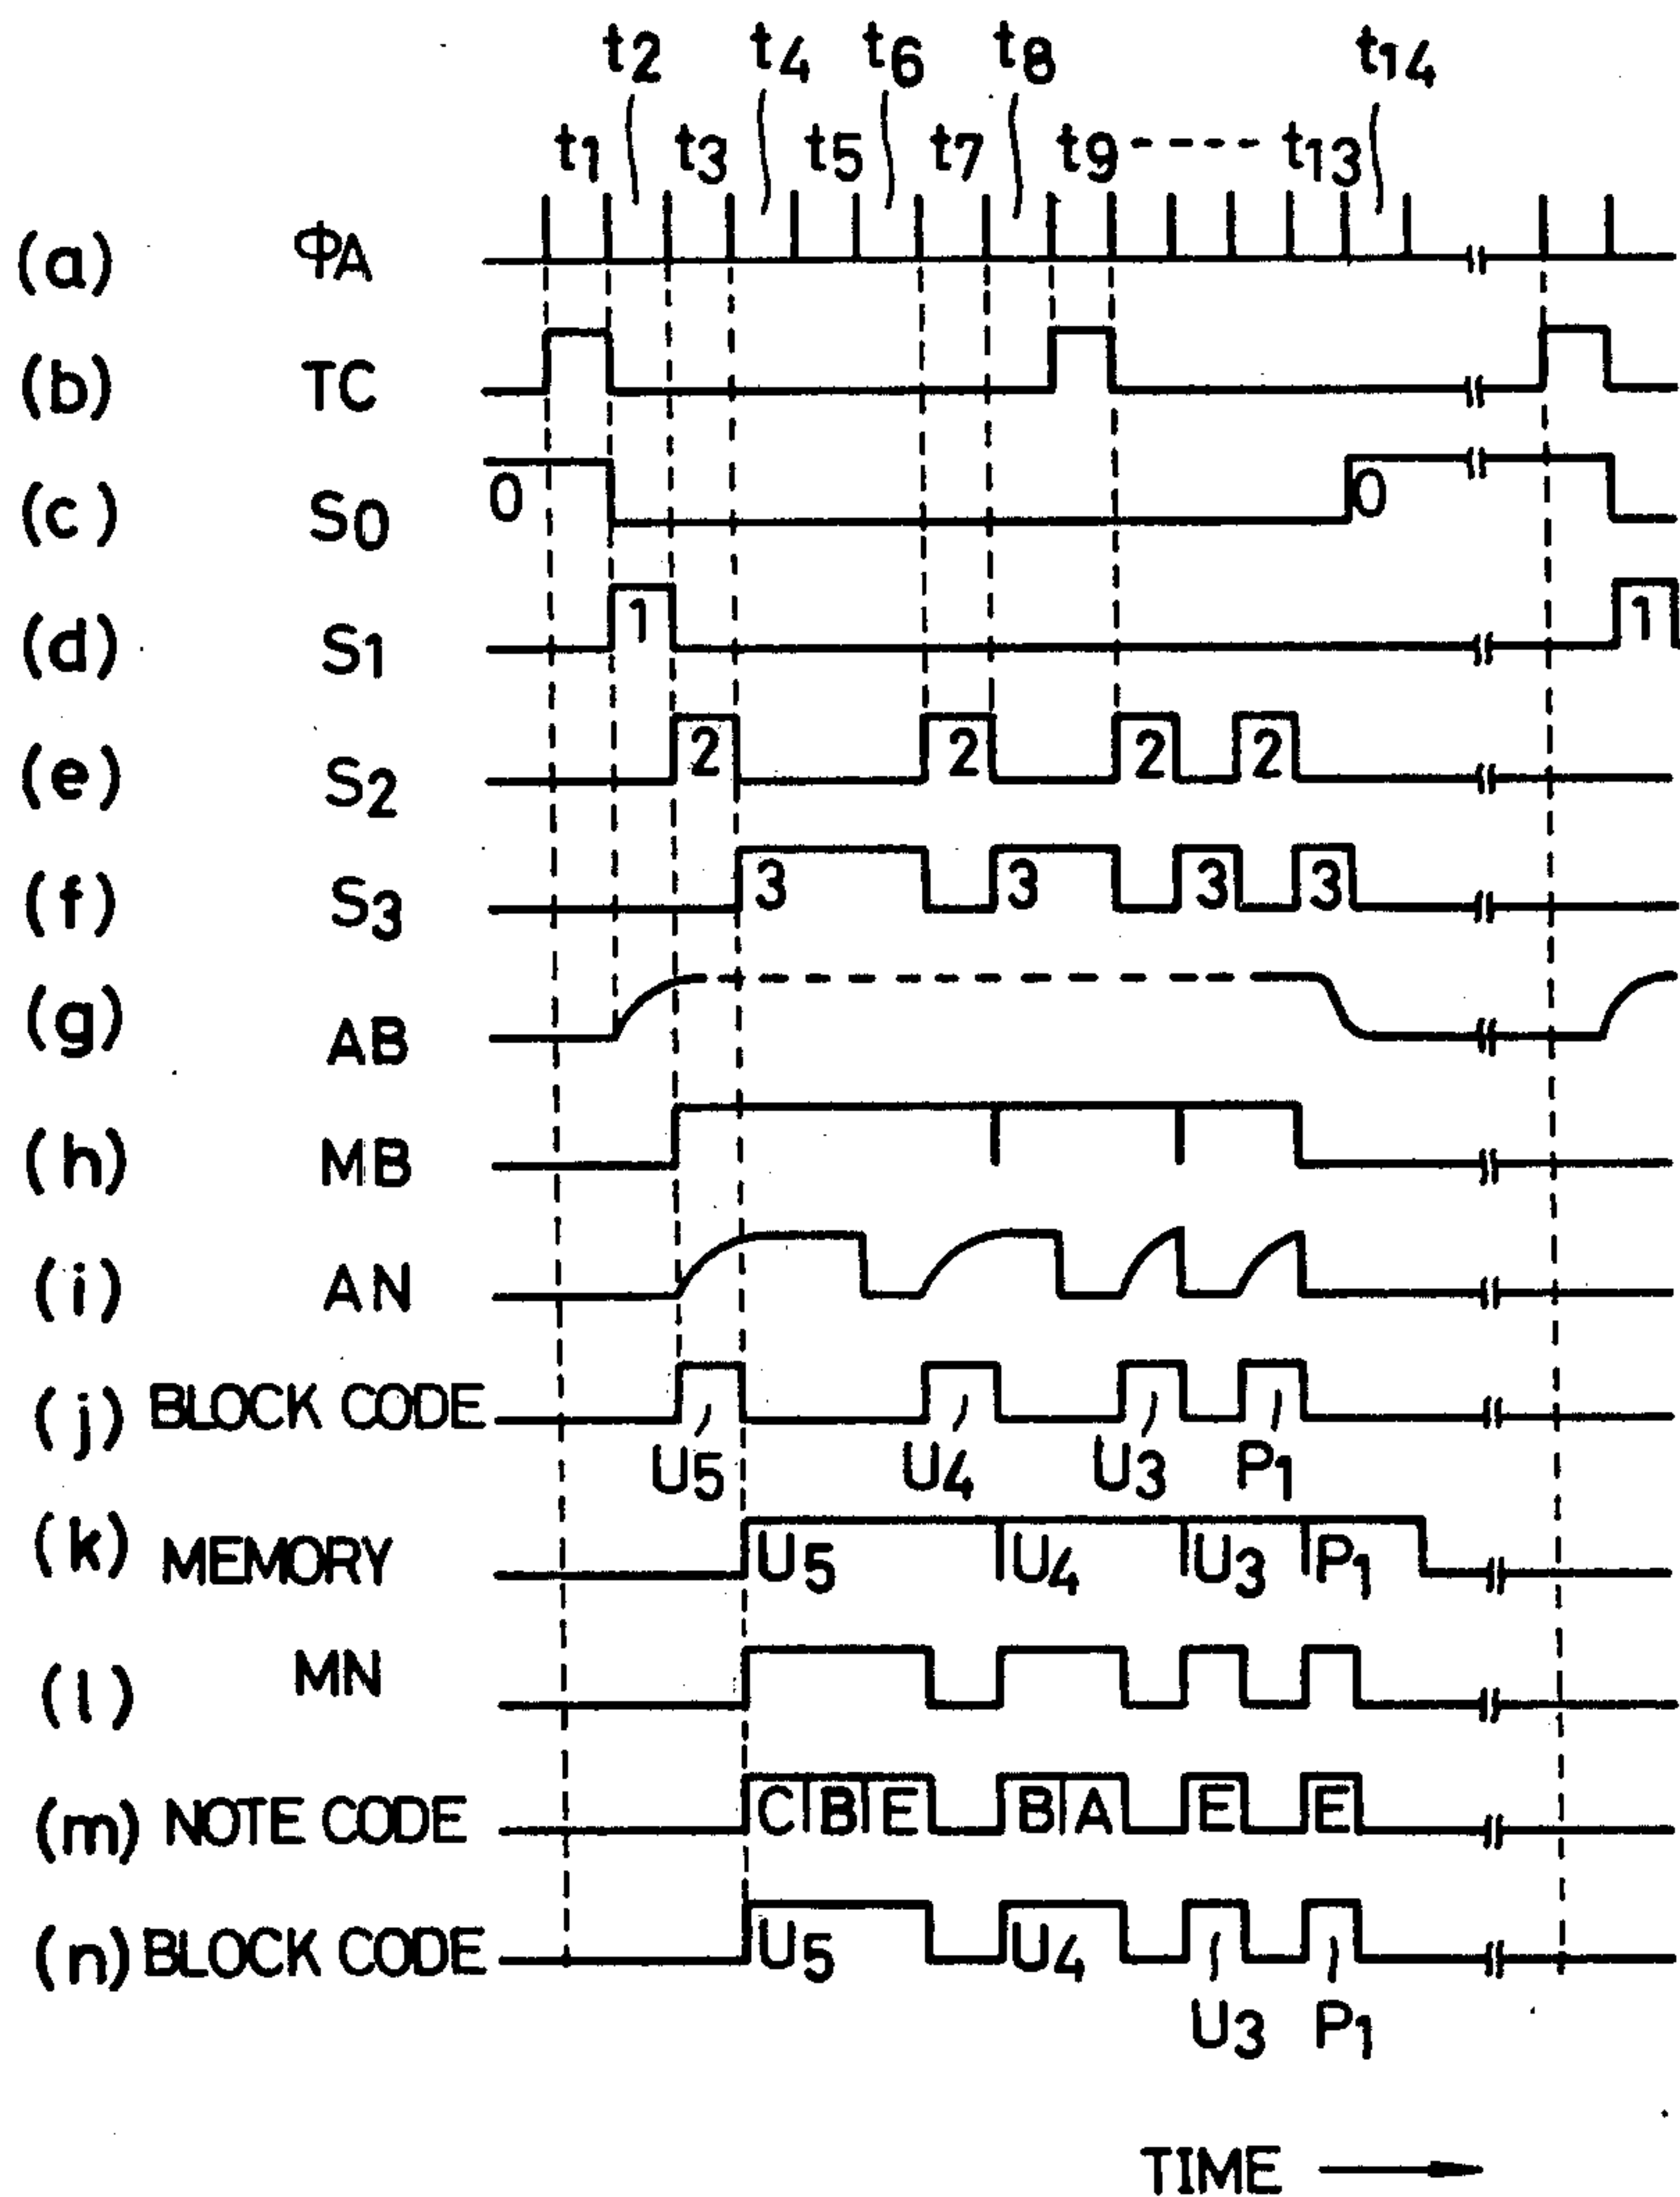 t2 t4 t6 t8 t14
t1 t3 t5 t7 t9 ---- t13
(a) ΦA
(b) TC
(c) S0 0 0
(d) S1 1 1
(e) S2 2 2 2 2
(f) S3 3 3 3 3
(g) AB
(h) MB
(i) AN
(j) BLOCK CODE
U5 U4 U3 P1
(k) MEMORY U5 U4 U3 P1
(l) MN
(m) NOTE CODE C B E B A E E
(n) BLOCK CODE U5 U4
U3 P1
TIME